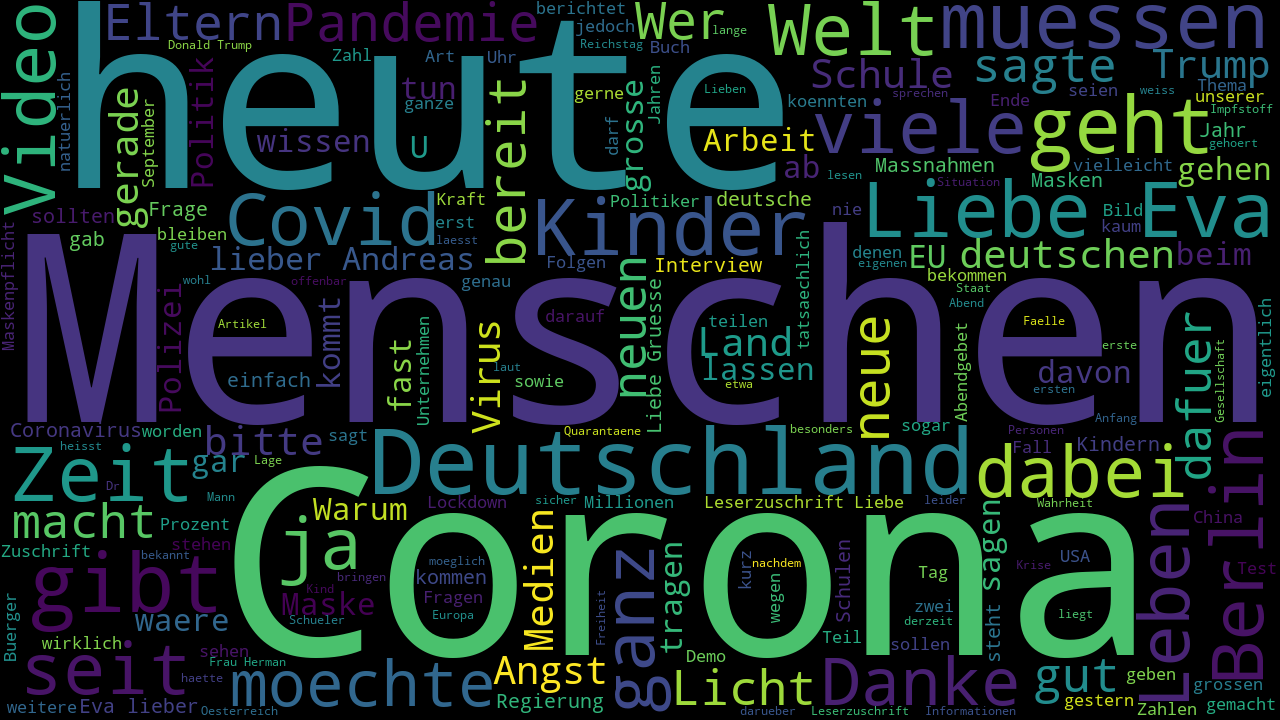 heute
Menschen
Corona
Deutschland
Video
Eltern
Pandemie
berichtet
jedoch
Wer
lange
Welt
muessen
Donald Trump
Zahl
Art
Uhr
Reichstag
Buch
Schule
sagte
Trump
Thema
natuerlich
gerade
September
Politik
tun
ganze
gerne
grosse
Jahren
Lieben
koennten
sprechen
seien
Ende
weiss
unserer
Impfstoff
wissen
U
bereit
darf
Arbeit
viele
geht
Jahr
gehoert
ab
Massnahmen
vielleicht
gehen
lesen
Situation
Masken
sollten
Frage
Covid
Kraft
Kinder
Politiker
deutsche
nie
Liebe
Bild
Eva
kaum
gab
bleiben
erst
gute
laesst
Maskenpflicht
lieber Andreas
genau
Folgen
Interview
tatsaechlich
denen
EU
deutschen
beim
eigenen
bekommen
wohl
offenbar
Polizei
kommt
neuen
Staat
Abend
Artikel
darauf
teilen
neue
Faelle
dafuer
eigentlich
fast
Unternehmen
Virus
Liebe Gruesse
Land
Abendgebet
erste
Gesellschaft
einfach
laut
sowie
lassen
etwa
davon
ersten
Coronavirus
worden
bitte
sagt
Quarantaene
besonders
sogar
Anfang
Personen
Fall
Kindern
heisst
Zeit
gar
Lage
dabei
Berlin
Dr
Mann
Lockdown
sicher
Millionen
Leserzuschrift Liebe
leider
Wahrheit
macht
Prozent
Warum
Medien
Leben
China
Zuschrift
stehen
ja
bekannt
moeglich
nachdem
ganz
tragen
kurz
wegen
Schulen
sagen
USA
Krise
Test
gibt
bringen
kommen
Tag
Kind
Maske
Fragen
Buerger
waere
Schueler
Europa
Freiheit
zwei
derzeit
liegt
wirklich
sehen
Teil
sollen
steht
seit
Frau Herman
Angst
Demo
gut
geben
haette
moechte
Licht
Danke
grossen
weitere
Eva lieber
Oesterreich
Regierung
darueber
Leserzuschrift
Informationen
gestern
Zahlen
gemacht